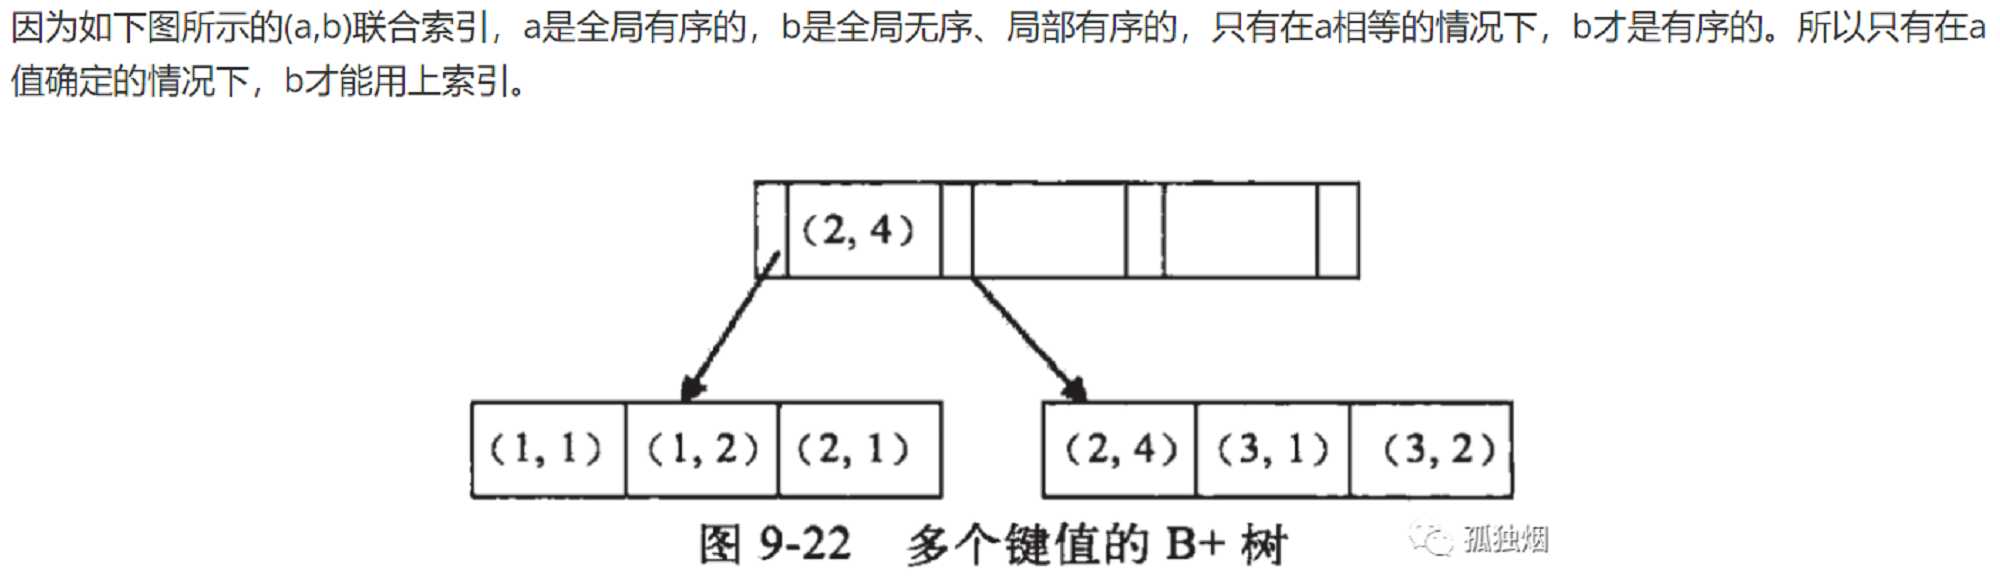 因为如下图所示的(a,b)联合索引，a是全局有序的，b是全局无序、局部有序的，只有在a相等的情况下，b才是有序的。所以只有在a
值确定的情况下，b才能用上索引。
（2, 4）
（1, 1） （1, 2） （2, 1） （2, 4） （3, 1） （3, 2）
图 9-22 多个键值的 B+ 树
孤独烟